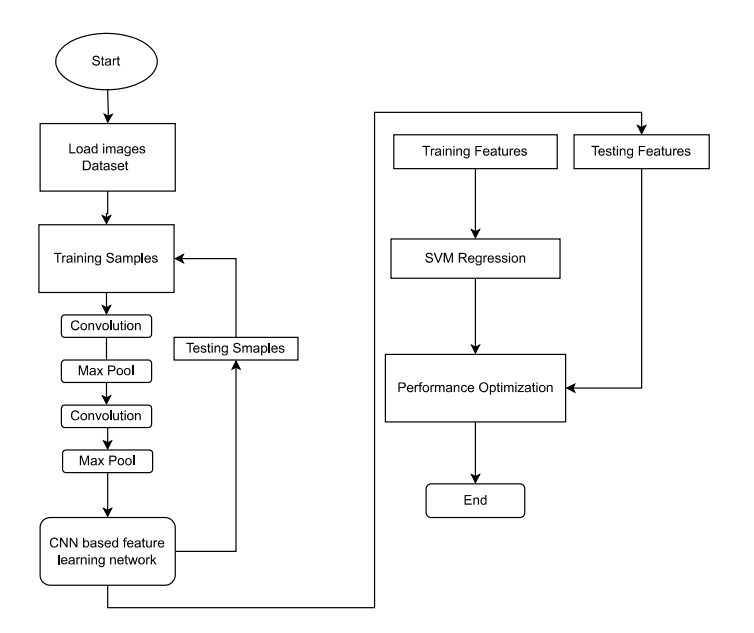 Start
Load images
Dataset
Training Samples
Convolution
Max Pool
Convolution
Max Pool
CNN based feature
learning network
Testing Smaples
Training Features
Testing Features
SVM Regression
Performance Optimization
End